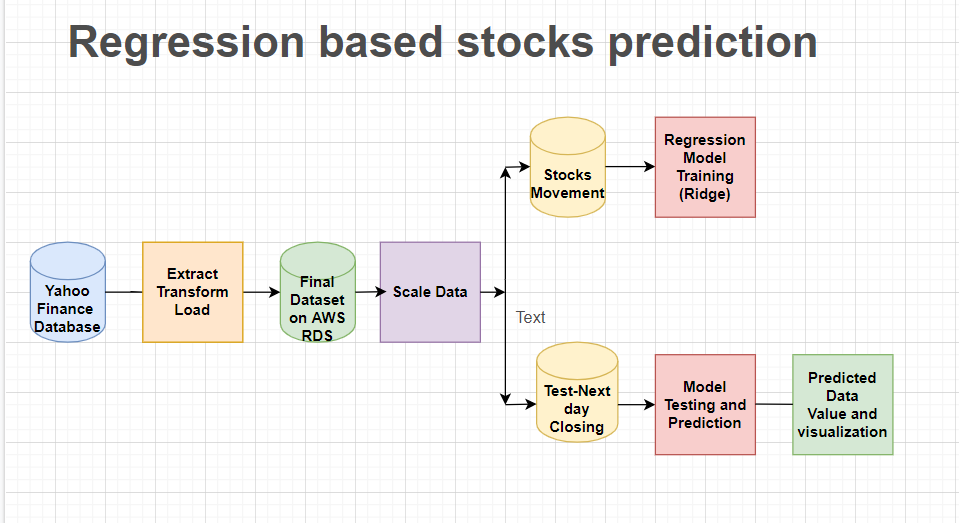 Regression based stocks prediction
Stocks
Movement
Regression
Model
Training
(Ridge)
Yahoo
Finance
Database
Extract
Transform
Load
Final
Dataset
on AWS
RDS
Scale Data
Text
Test-Next
day
Closing
Model
Testing and
Prediction
Predicted
Data
Value and
visualization